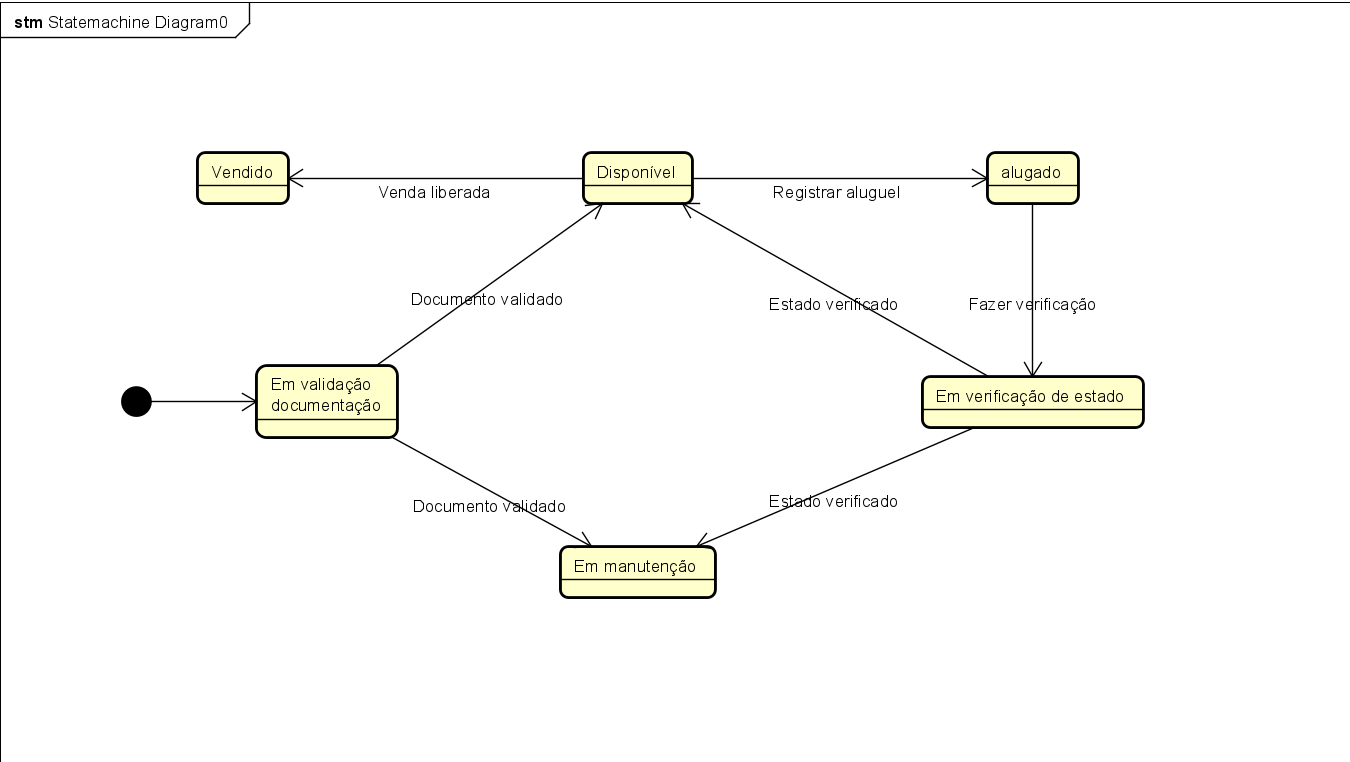 stm Statemachine Diagram0
Vendido
Disponível
alugado
Venda liberada
Registrar aluguel
Documento validado
Estado verificado
Fazer verificação
Em validação
documentação
Em verificação de estado
Documento validado
Estado verificado
Em manutenção